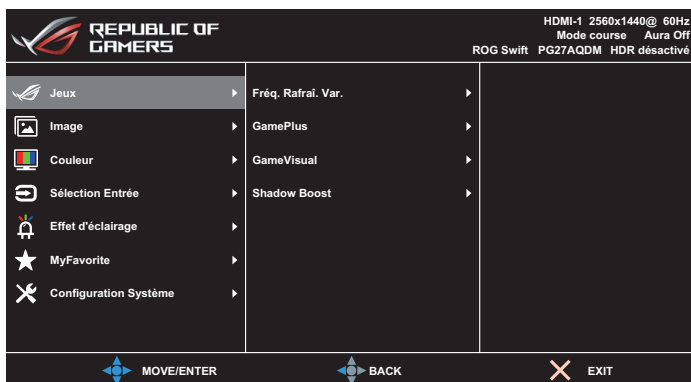 REPUBLIC OF
GAMERS
HDMI-1 2560x1440@ 60Hz
Mode course Aura Off
ROG Swift PG27AQDM HDR désactivé
Jeux
Image
Couleur
Sélection Entrée
Effet d'éclairage
MyFavorite
Configuration Système
Fréq. Rafraî. Var.
GamePlus
GameVisual
Shadow Boost
MOVE/ENTER
BACK
EXIT